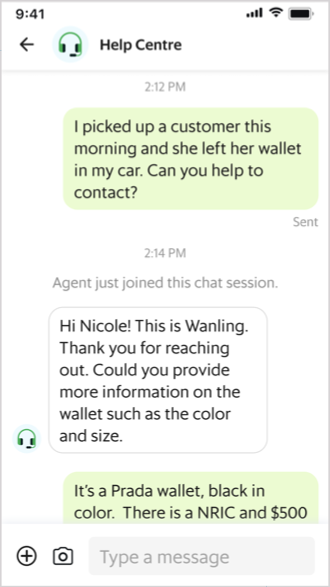 9:41
Help Centre
2:12 PM
I picked up a customer this
morning and she left her wallet
in my car. Can you help to
contact?
Sent
2:14 PM
Agent just joined this chat session.
Hi Nicole! This is Wanling.
Thank you for reaching
out. Could you provide
more information on the
wallet such as the color
and size.
It's a Prada wallet, black in
color. There is a NRIC and $500
Type a message